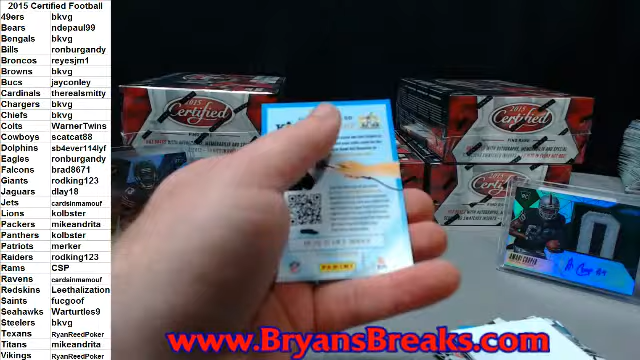 2015 Certified Football
49ers bkvg
Bears ndepaul99
Bengals bkvg
Bills ronburgandy
Broncos reyesjm1
Browns bkvg
Bucs jayconley
Cardinals therealsmitty
Chargers bkvg
Chiefs bkvg
Colts WarnerTwins
Cowboys scatcat88
Dolphins sb4ever114lyf
Eagles ronburgandy
Falcons brad8671
Giants rodking123
Jaguars dlay18
Jets cardsinmamouf
Lions kolbster
Packers mikeandrita
Panthers kolbster
Patriots merker
Raiders rodking123
Rams CSP
Ravens cardsinmamouf
Redskins Leethalization
Saints fucgoof
Seahawks Warturtles9
Steelers bkvg
Texans RyanReedPoker
Titans mikeandrita
Vikings RyanReedPoker
2015
Certified
2015
Certified
Certified
PANINI
AMARI COOPER
www.BryansBreaks.com